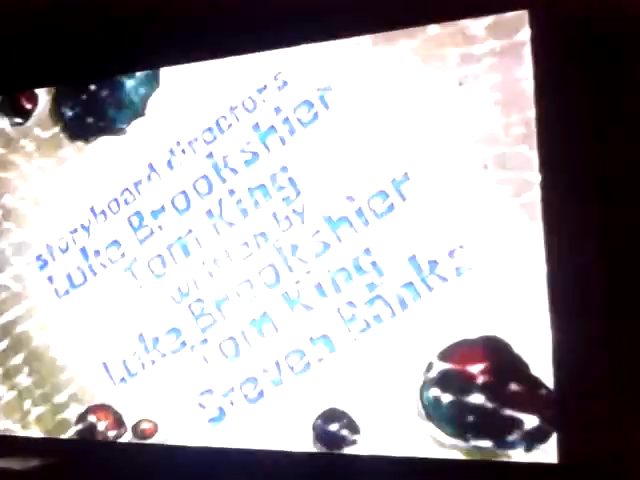 storyboard directors
Luke Brookshier
Tom King
written by
Luke Brookshier
Tom King
Steven Banks